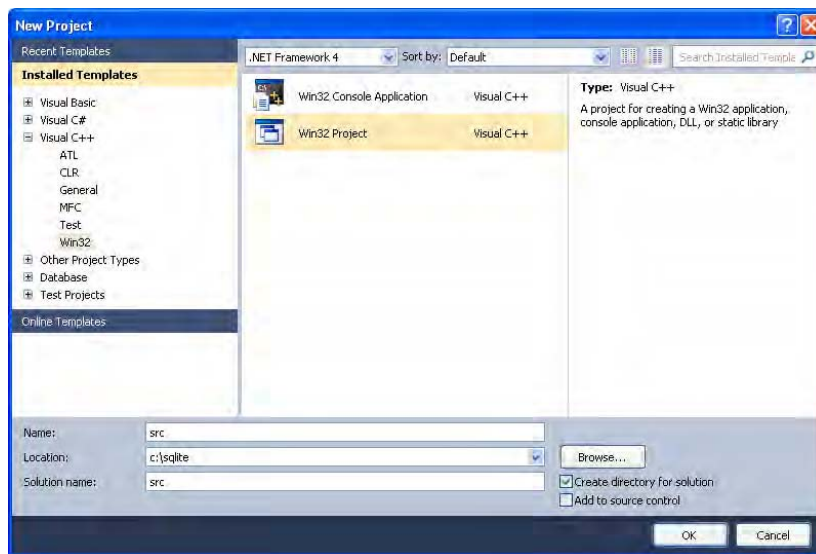 New Project
Recent Templates
.NET Framework 4 Sort by: Default Search Installed Temple
Installed Templates
Visual Basic
Visual C#
Visual C++
ATL
CLR
General
MFC
Test
Win32
Other Project Types
Database
Test Projects
Online Templates
Win32 Console Application Visual C++
Win32 Project Visual C++
Type: Visual C++
A project for creating a Win32 application,
console application, DLL, or static library
Name: src
Location: c:\sqlite Browse...
Solution name: src
Create directory for solution
Add to source control
OK Cancel